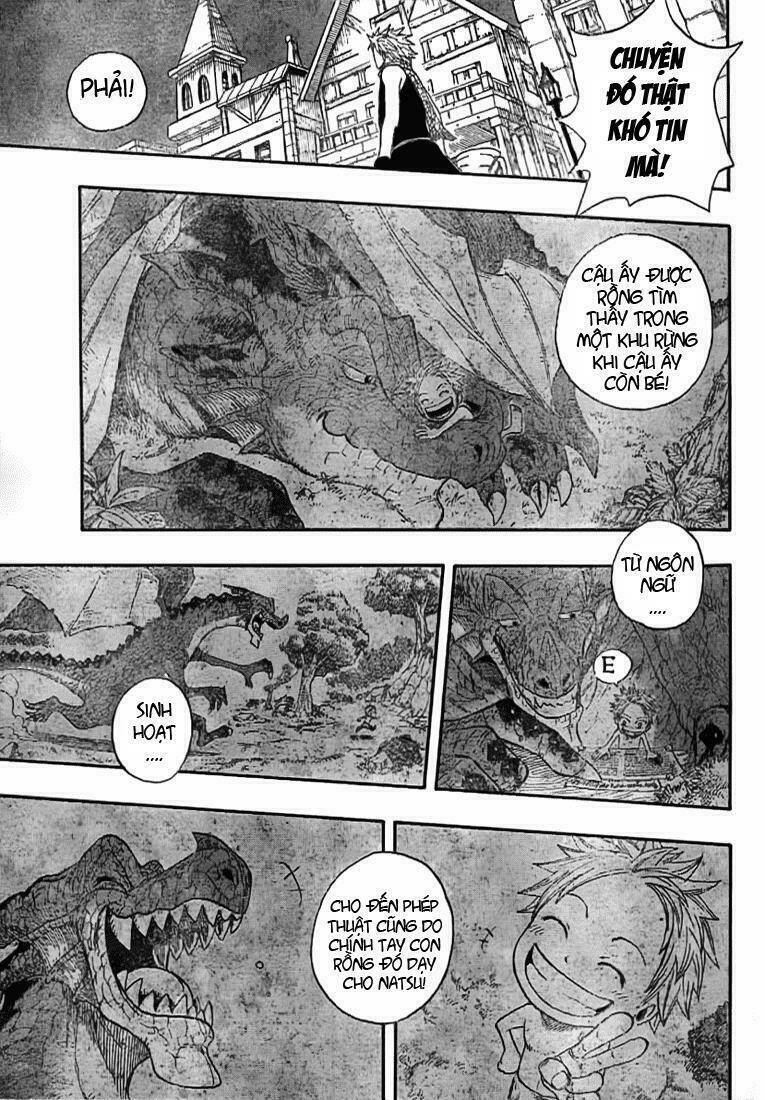 CHUYỆN
ĐÓ THẬT
KHÓ TIN
MÀ!
PHẢI!
CẬU ẤY ĐƯỢC
RỒNG TÌM
THẤY TRONG
MỘT KHU RỪNG
KHI CẬU ẤY
CÒN BÉ!
TỪ NGÔN
NGỮ
....
E
SINH
HOẠT
....
CHO ĐẾN PHÉP
THUẬT CŨNG DO
CHÍNH TAY CON
RỒNG ĐÓ DẠY
CHO NATSU!